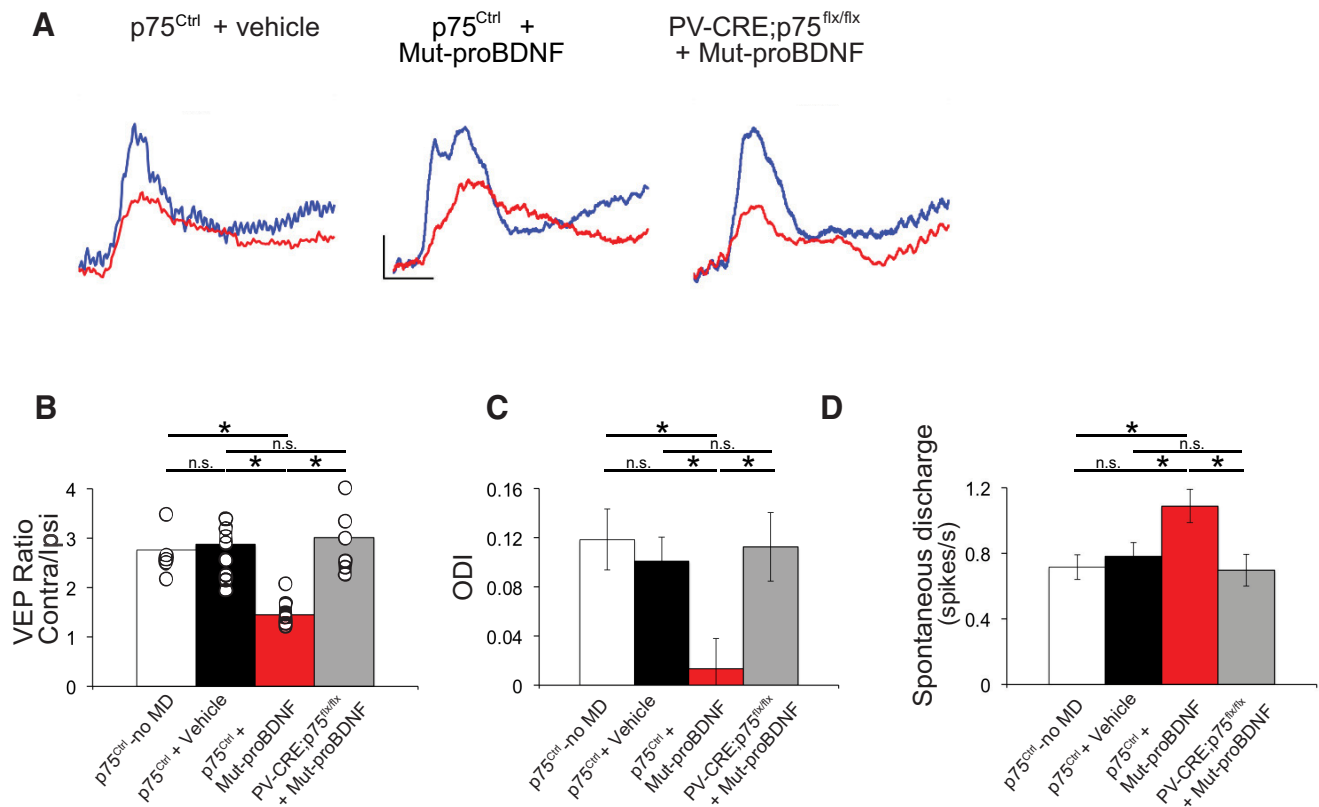 A
p75Ctrl + vehicle
p75Ctrl +
Mut-proBDNF
PV-CRE;p75flx/flx
+ Mut-proBDNF
B
*
n.s.
n.s. * *
VEP Ratio
Contra/Ipsi
4
3
2
1
0
p75Ctrl -no MD
p75Ctrl + Vehicle
p75Ctrl +
Mut-proBDNF
PV-CRE;p75flx/flx
+ Mut-proBDNF
C
*
n.s.
n.s. * *
ODI
0.16
0.12
0.08
0.04
0
p75Ctrl -no MD
p75Ctrl + Vehicle
p75Ctrl +
Mut-proBDNF
PV-CRE;p75flx/flx
+ Mut-proBDNF
D
*
n.s.
n.s. * *
Spontaneous discharge
(spikes/s)
1.2
0.8
0.4
0
p75Ctrl -no MD
p75Ctrl + Vehicle
p75Ctrl +
Mut-proBDNF
PV-CRE;p75flx/flx
+ Mut-proBDNF